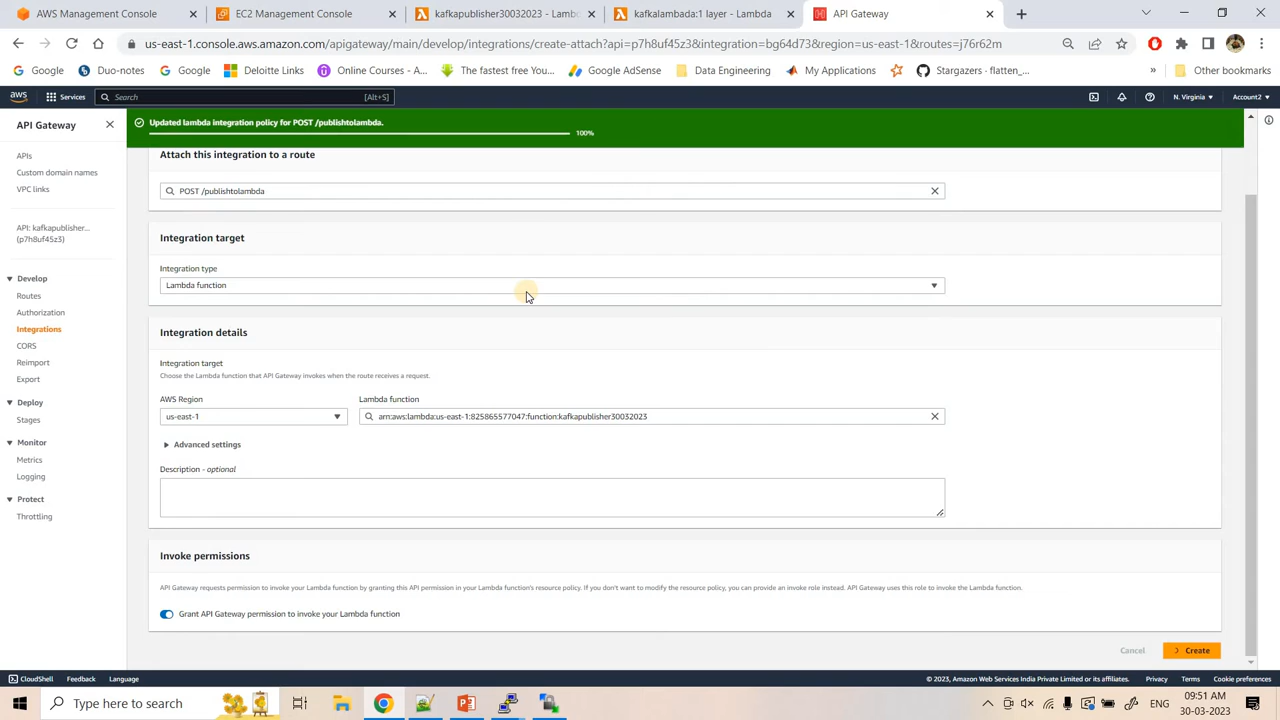 AWS Management Console
EC2 Management Console
kafkapublisher30032023 - Lambd
kafkalambada:1 layer - Lambda
API Gateway
us-east-1.console.aws.amazon.com/apigateway/main/develop/integration-create-attach?api=p7h8uf45z3&integration=bg64d73&region=us-east-1&routes=j76c62m
Google
Duo-notes
Google
Deloitte Links
Online Courses - A...
The fastest free You...
Google AdSense
Data Engineering
My Applications
Stargazers · flatten_...
»
Other bookmarks
aws
Services
Search
[Alt+S]
N. Virginia
Account2
API Gateway
Updated lambda integration policy for POST /publishtolambda.
100%
APIs
Custom domain names
VPC links
API: kafkapublisher...
(p7h8uf45z3)
Develop
Routes
Authorization
Integrations
CORS
Reimport
Export
Deploy
Stages
Monitor
Metrics
Logging
Protect
Throttling
Attach this integration to a route
POST /publishtolambda
Integration target
Integration type
Lambda function
Integration details
Integration target
Choose the Lambda function that API Gateway invokes when the route receives a request.
AWS Region
Lambda function
us-east-1
arn:aws:lambda:us-east-1:825865577047:function:kafkapublisher30032023
Advanced settings
Description - optional
Invoke permissions
API Gateway requests permission to invoke your Lambda function by granting this API permission in your Lambda function's resource policy. If you don't want to modify the resource policy, you can provide an invoke role instead. API Gateway uses this role to invoke the Lambda function.
Grant API Gateway permission to invoke your Lambda function
Cancel
Create
CloudShell
Feedback
Language
© 2023, Amazon Web Services India Private Limited or its affiliates.
Privacy
Terms
Cookie preferences
Type here to search
ENG
09:51 AM
30-03-2023